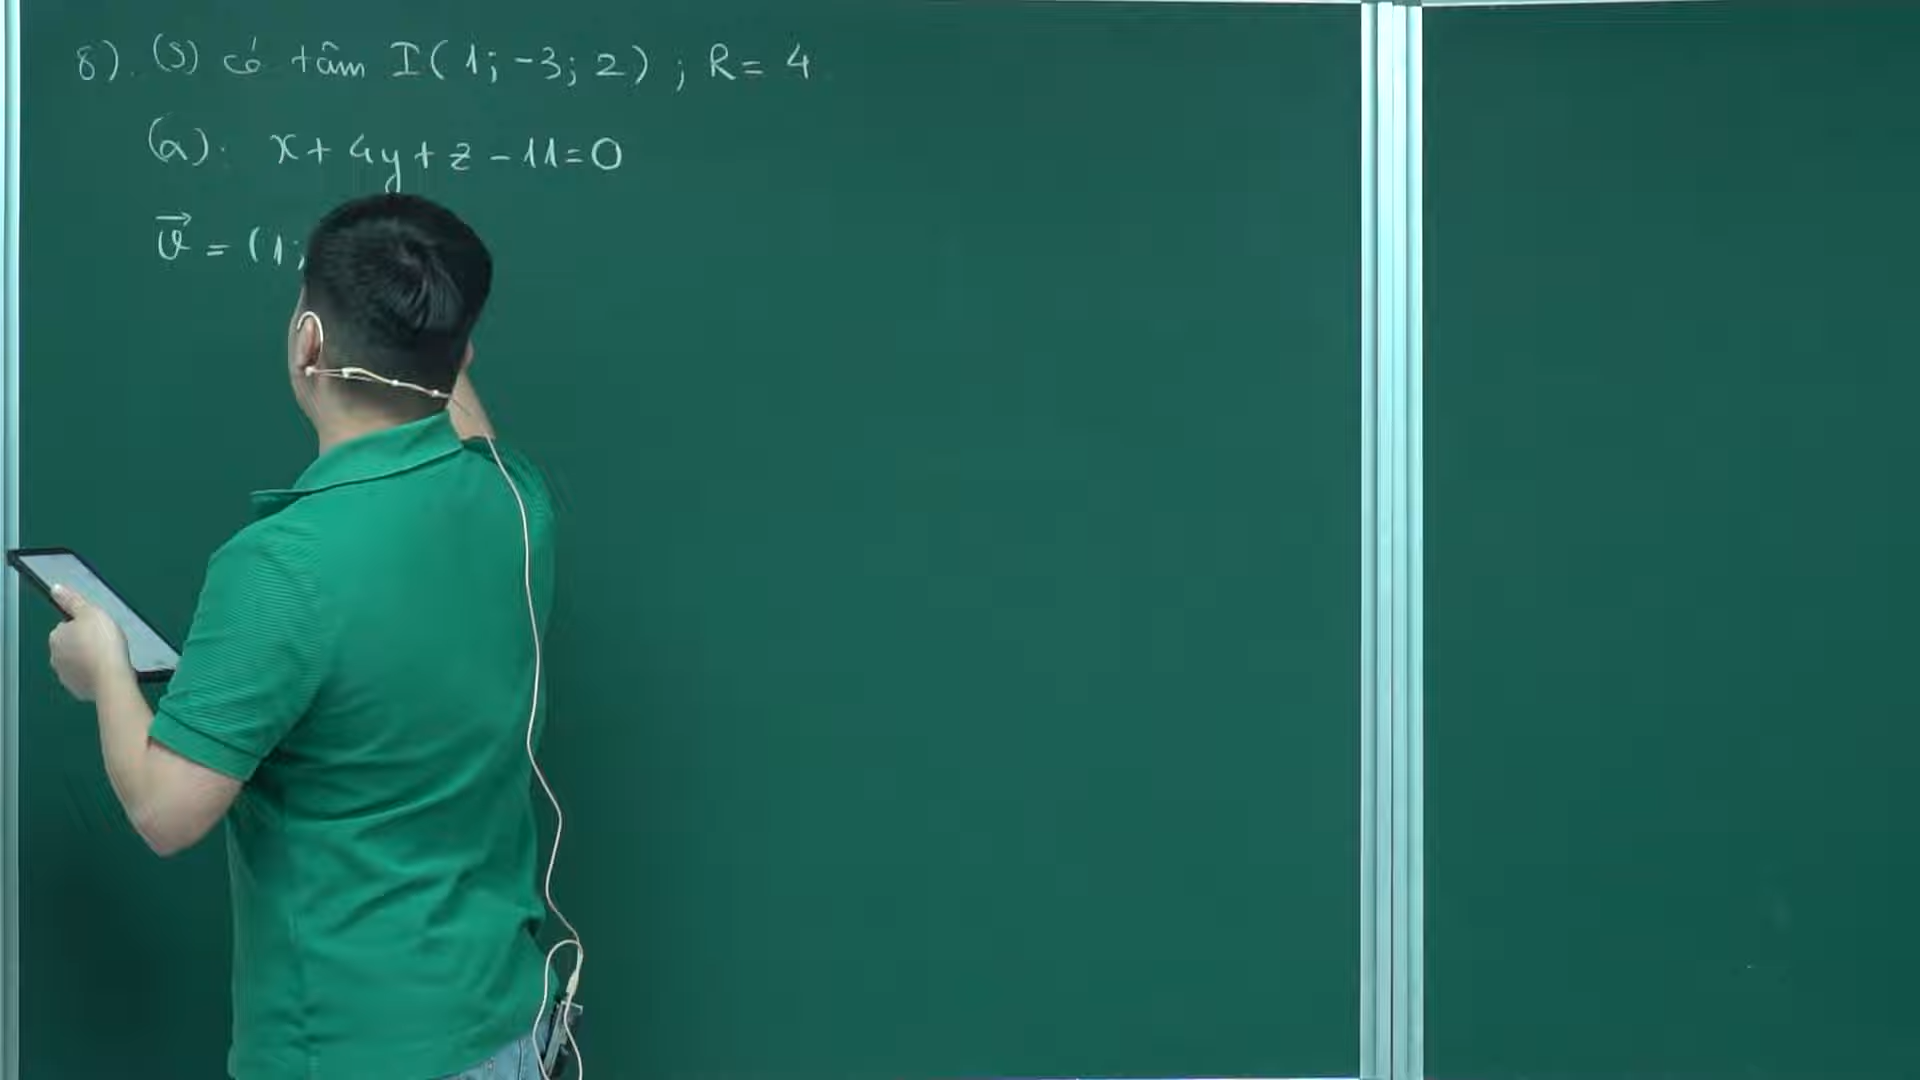 8). (S) có tâm I(1; -3; 2) ; R = 4
(α): x + 4y + z - 11 = 0
v⃗ = (1;